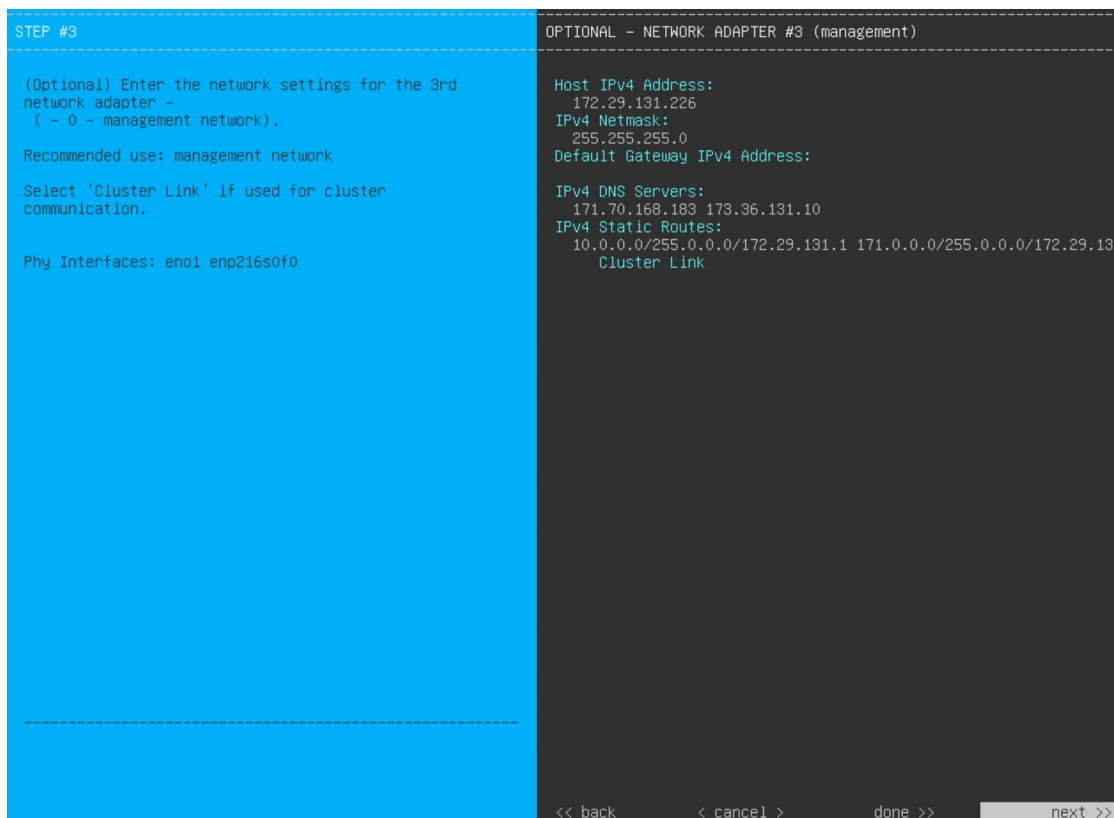 STEP #3
(Optional) Enter the network settings for the 3rd
network adapter -
( - 0 - management network).
Recommended use: management network
Select 'Cluster Link' if used for cluster
communication.
Phy Interfaces: eno1 enp216s0f0
OPTIONAL - NETWORK ADAPTER #3 (management)
Host IPv4 Address:
172.29.131.226
IPv4 Netmask:
255.255.255.0
Default Gateway IPv4 Address:
IPv4 DNS Servers:
171.70.168.183 173.36.131.10
IPv4 Static Routes:
10.0.0.0/255.0.0.0/172.29.131.1 171.0.0.0/255.0.0.0/172.29.13
Cluster Link
<< back < cancel > done >> next >>